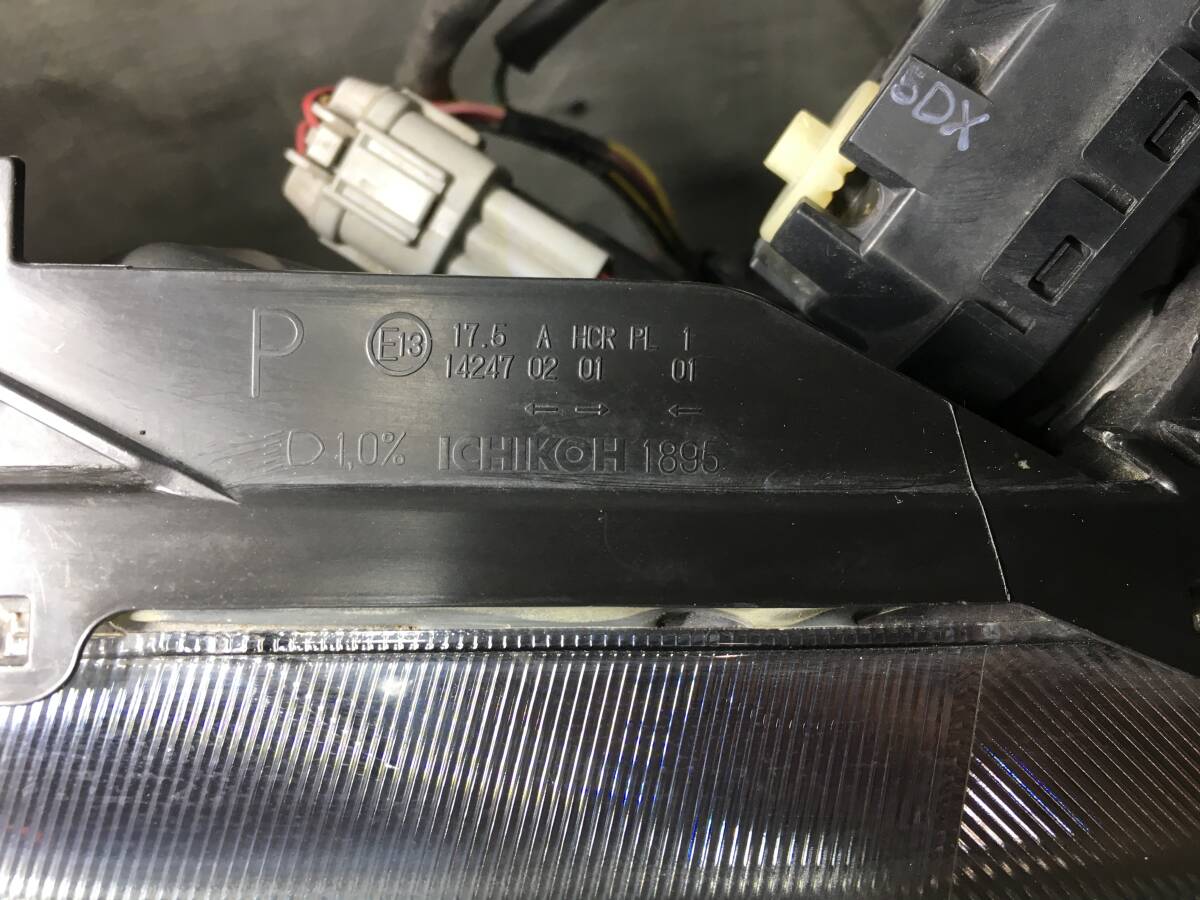 5DX
P
E13 17.5 A HCR PL 1
14247 02 01 01
← → ←
1,0% ICHIKOH 1895